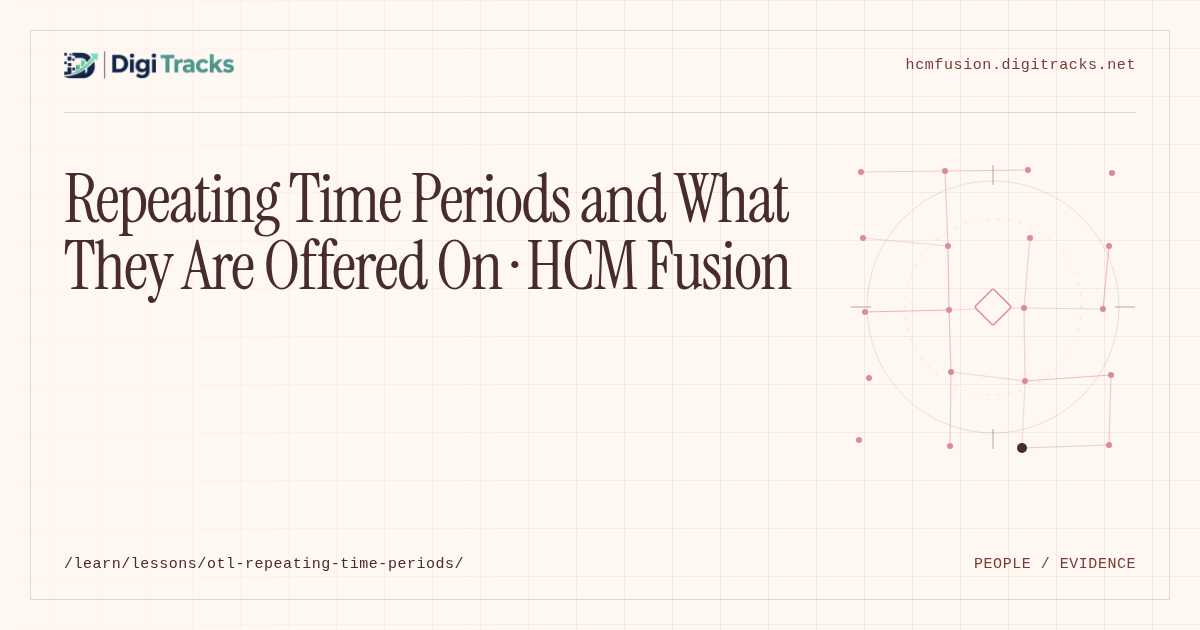 Digi Tracks
hcmfusion.digitracks.net
Repeating Time Periods and What
They Are Offered On · HCM Fusion
/learn/lessons/otl-repeating-time-periods/
PEOPLE / EVIDENCE